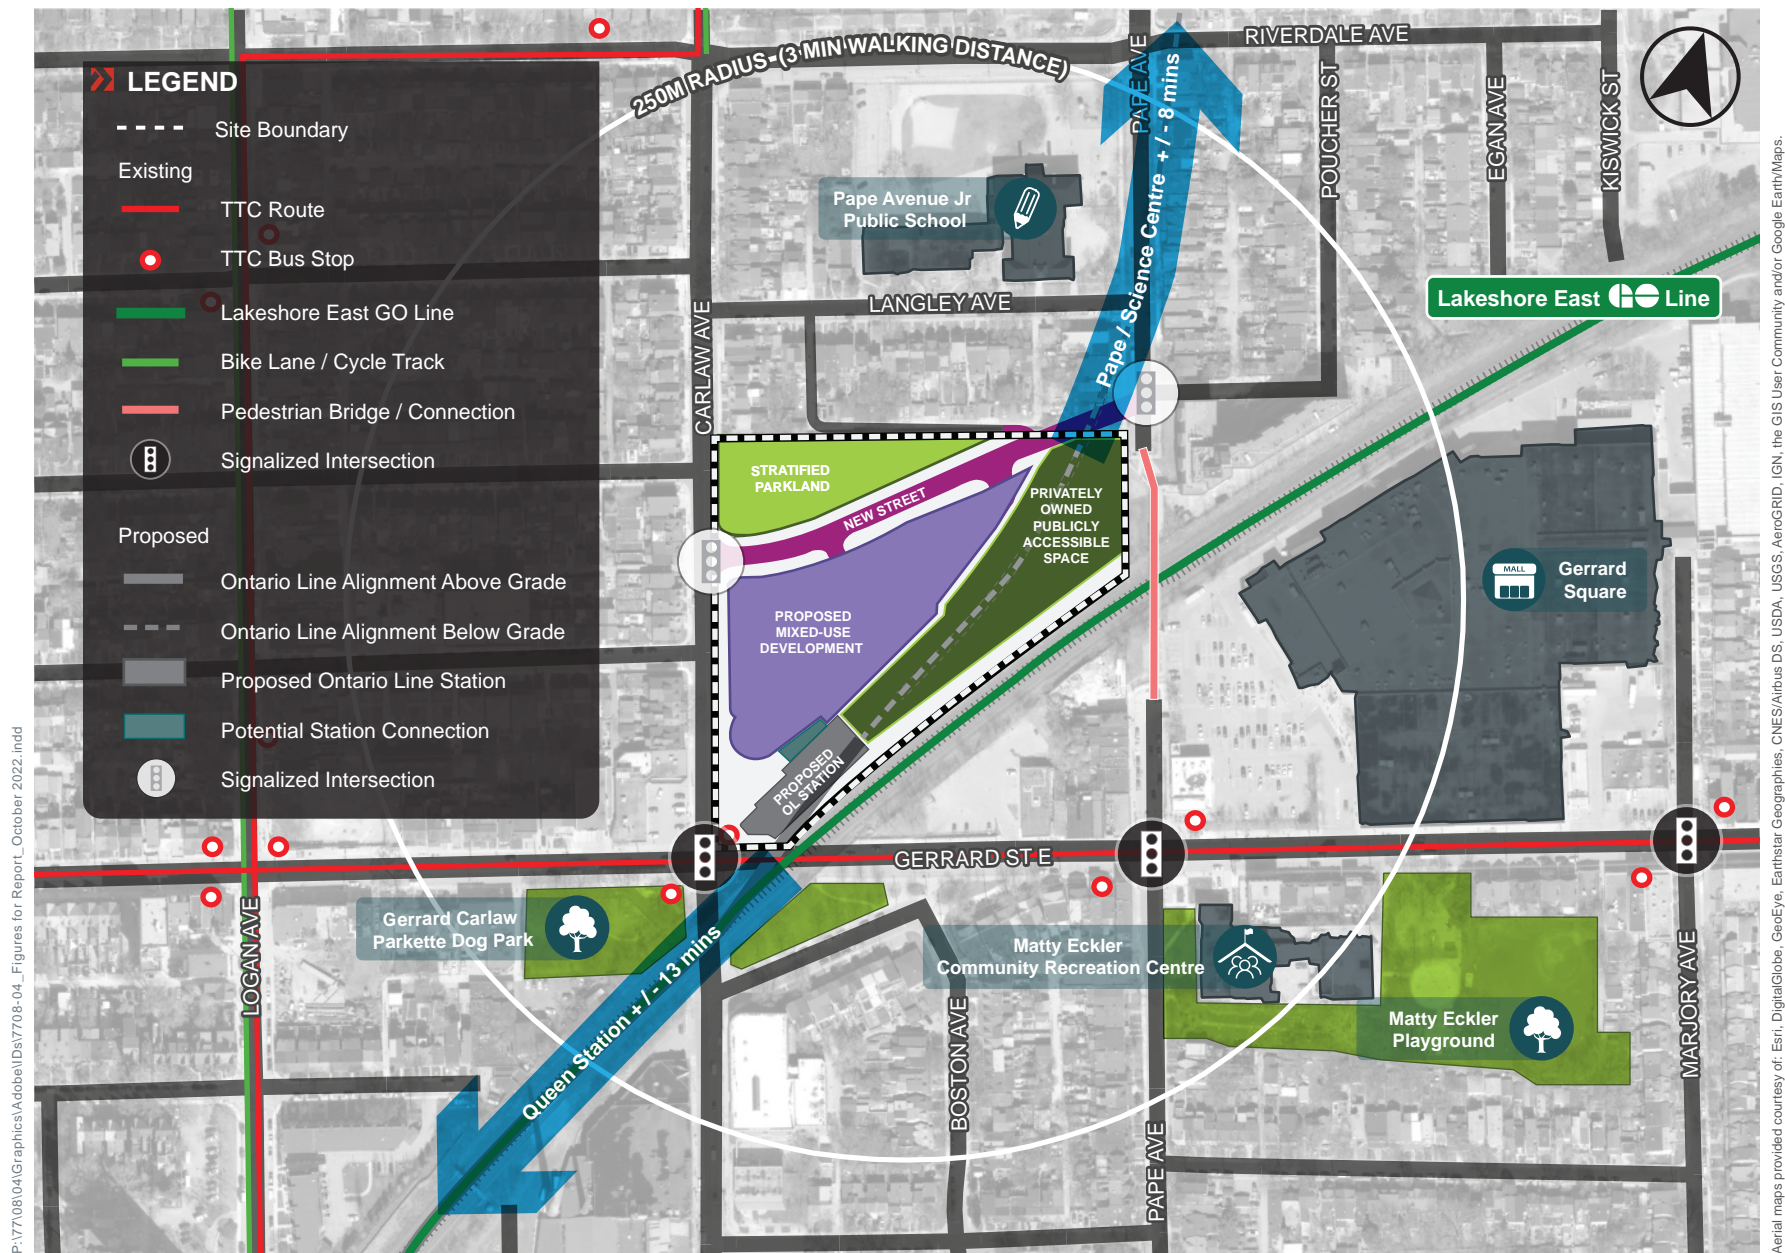 LEGEND
Site Boundary
Existing
TTC Route
TTC Bus Stop
Lakeshore East GO Line
Bike Lane / Cycle Track
Pedestrian Bridge / Connection
Signalized Intersection
Proposed
Ontario Line Alignment Above Grade
Ontario Line Alignment Below Grade
Proposed Ontario Line Station
Potential Station Connection
Signalized Intersection
250M RADIUS (3 MIN WALKING DISTANCE)
RIVERDALE AVE
PAPE AVE
POUCHER ST
EGAN AVE
KISWICK ST
Pape Avenue Jr
Public School
Pape / Science Centre + / - 8 mins
Lakeshore East GO Line
LANGLEY AVE
CARLAW AVE
STRATIFIED
PARKLAND
NEW STREET
PRIVATELY
OWNED
PUBLICLY
ACCESSIBLE
SPACE
PROPOSED
MIXED-USE
DEVELOPMENT
PROPOSED
OL STATION
MALL
Gerrard
Square
GERRARD ST E
Gerrard Carlaw
Parkette Dog Park
LOGAN AVE
Queen Station + / - 13 mins
Matty Eckler
Community Recreation Centre
Matty Eckler
Playground
BOSTON AVE
PAPE AVE
MARJORY AVE
P:\77\08\04\Graphics\Adobe\IDs\7708-04_Figures for Report_October 2022.indd
Aerial maps provided courtesy of: Esri, DigitalGlobe, GeoEye, Earthstar Geographies, CNES/Airbus DS, USDA, USGS, AeroGRID, IGN, the GIS User Community and/or Google Earth/Maps.